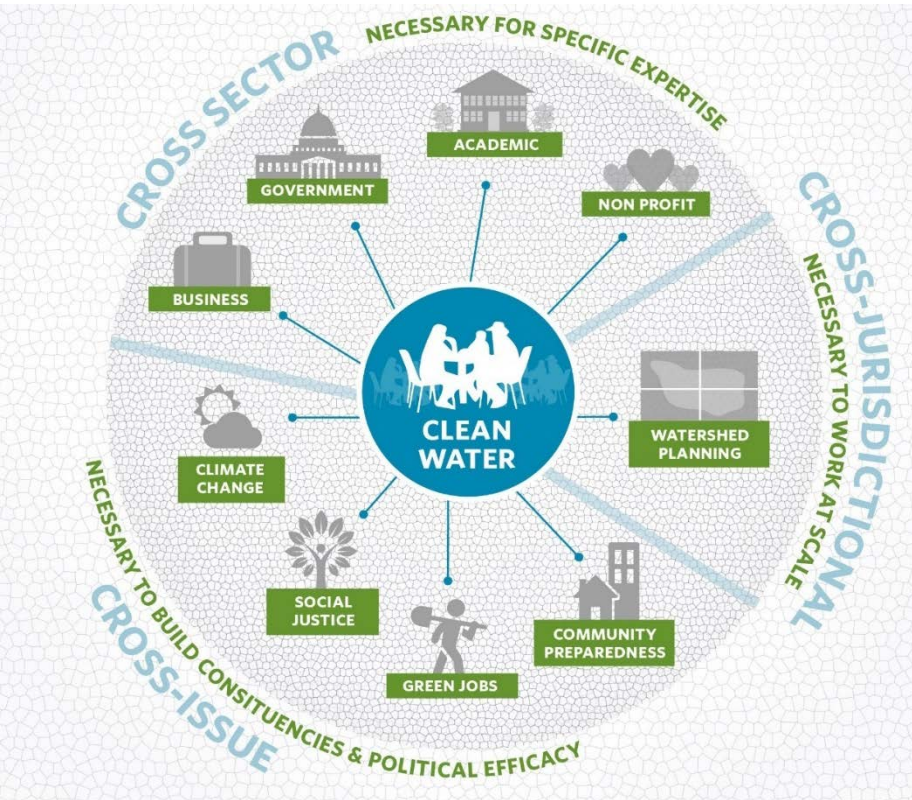 CROSS SECTOR
NECESSARY FOR SPECIFIC EXPERTISE
BUSINESS
GOVERNMENT
ACADEMIC
NON PROFIT
CROSS-JURISDICTIONAL
NECESSARY TO WORK AT SCALE
WATERSHED
PLANNING
CLEAN
WATER
CLIMATE
CHANGE
SOCIAL
JUSTICE
GREEN JOBS
COMMUNITY
PREPAREDNESS
NECESSARY TO BUILD CONSITUENCIES & POLITICAL EFFICACY
CROSS-ISSUE